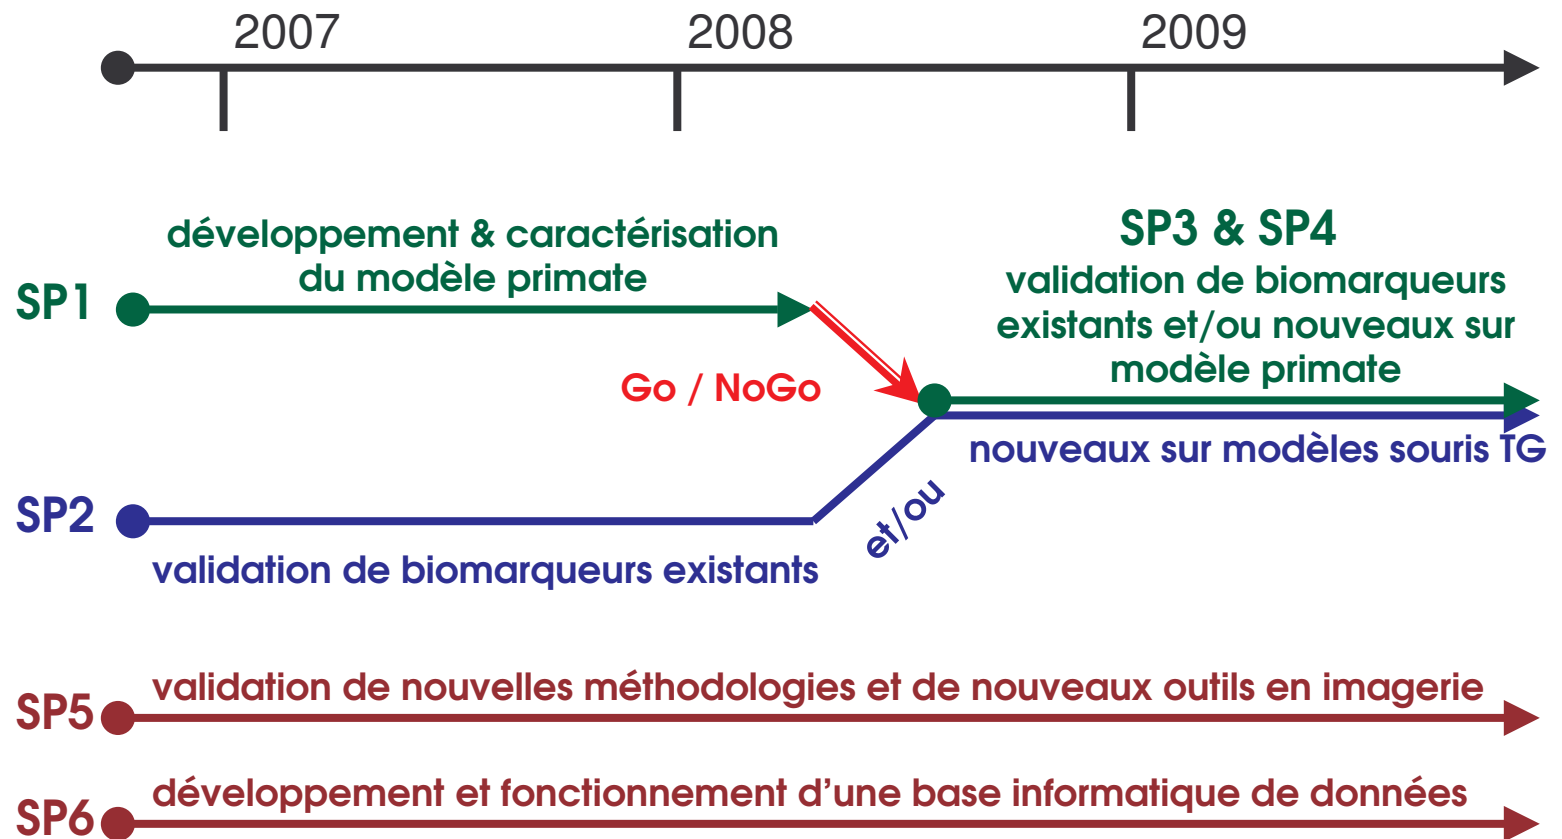 2007
2008
2009
SP1
développement & caractérisation
du modèle primate
SP3 & SP4
validation de biomarqueurs
existants et/ou nouveaux sur
modèle primate
Go / NoGo
nouveaux sur modèles souris TG
et/ou
SP2
validation de biomarqueurs existants
SP5
validation de nouvelles méthodologies et de nouveaux outils en imagerie
SP6
développement et fonctionnement d'une base informatique de données